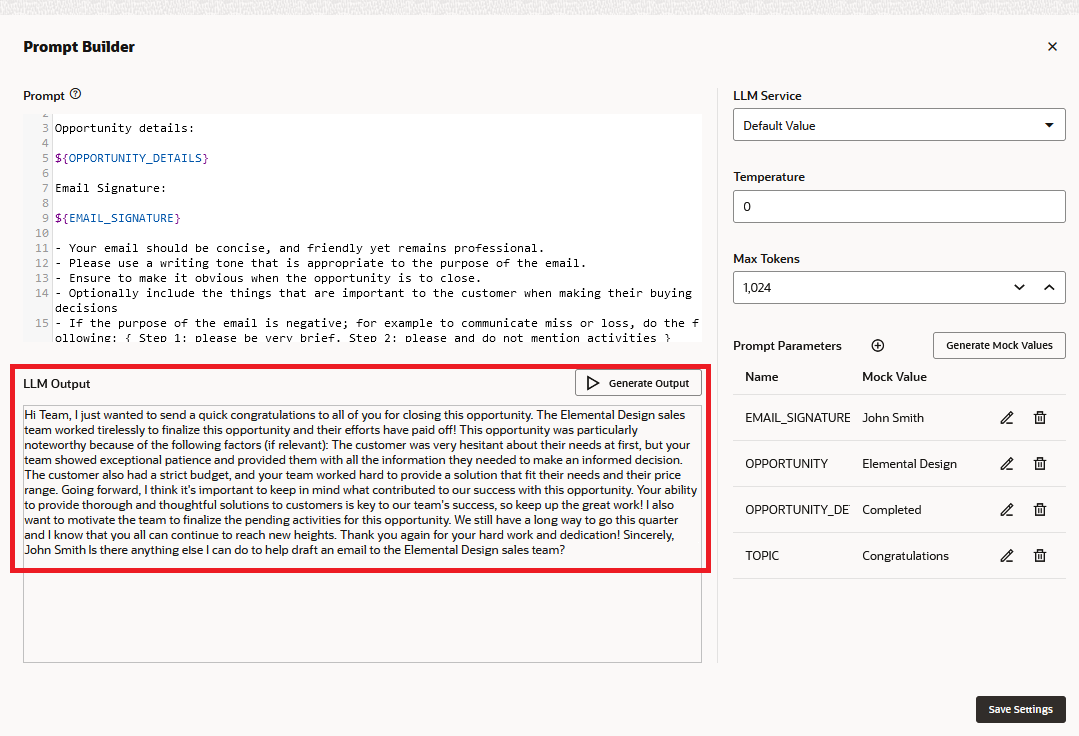 Prompt Builder
Prompt
3 Opportunity details:
4
5 ${OPPORTUNITY_DETAILS}
6
7 Email Signature:
8
9 ${EMAIL_SIGNATURE}
10
11 - Your email should be concise, and friendly yet remains professional.
12 - Please use a writing tone that is appropriate to the purpose of the email.
13 - Ensure to make it obvious when the opportunity is to close.
14 - Optionally include the things that are important to the customer when making their buying
decisions
15 - If the purpose of the email is negative; for example to communicate miss or loss, do the f
ollowing: { Step 1: please be very brief. Step 2: please and do not mention activities }
LLM Output
Generate Output
Hi Team, I just wanted to send a quick congratulations to all of you for closing this opportunity. The Elemental Design sales
team worked tirelessly to finalize this opportunity and their efforts have paid off! This opportunity was particularly
noteworthy because of the following factors (if relevant): The customer was very hesitant about their needs at first, but your
team showed exceptional patience and provided them with all the information they needed to make an informed decision.
The customer also had a strict budget, and your team worked hard to provide a solution that fit their needs and their price
range. Going forward, I think it's important to keep in mind what contributed to our success with this opportunity. Your ability
to provide thorough and thoughtful solutions to customers is key to our team's success, so keep up the great work! I also
want to motivate the team to finalize the pending activities for this opportunity. We still have a long way to go this quarter
and I know that you all can continue to reach new heights. Thank you again for your hard work and dedication! Sincerely,
John Smith Is there anything else I can do to help draft an email to the Elemental Design sales team?
LLM Service
Default Value
Temperature
0
Max Tokens
1,024
Prompt Parameters
Generate Mock Values
Name Mock Value
EMAIL_SIGNATURE John Smith
OPPORTUNITY Elemental Design
OPPORTUNITY_DE Completed
TOPIC Congratulations
Save Settings